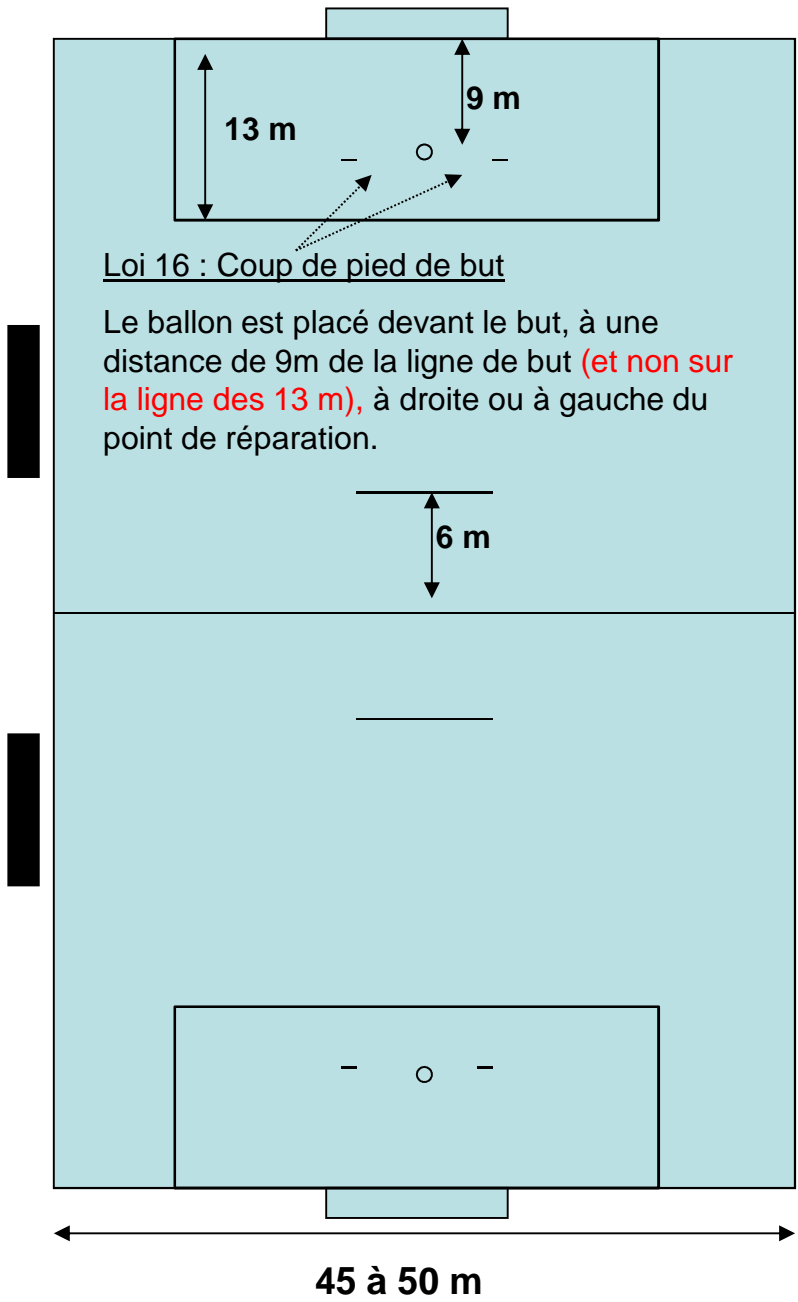 9 m
13 m
Loi 16 : Coup de pied de but
Le ballon est placé devant le but, à une
distance de 9m de la ligne de but (et non sur
la ligne des 13 m), à droite ou à gauche du
point de réparation.
6 m
45 à 50 m